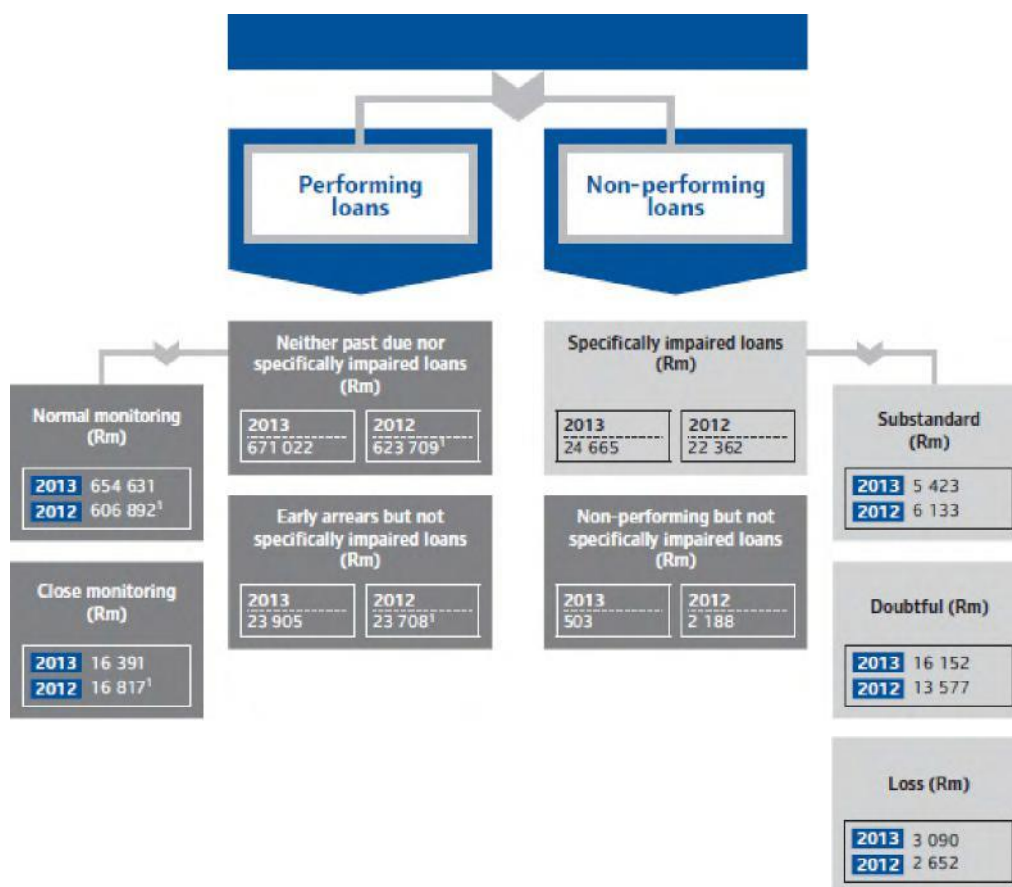 Performing
loans
Non-performing
loans
Neither past due nor
specifically impaired loans
(Rm)
2013 2012
671 022 623 709¹
Specifically impaired loans
(Rm)
2013 2012
24 665 22 362
Normal monitoring
(Rm)
2013 654 631
2012 606 892¹
Substandard
(Rm)
2013 5 423
2012 6 133
Early arrears but not
specifically impaired loans
(Rm)
2013 2012
23 905 23 708¹
Non-performing but not
specifically impaired loans
(Rm)
2013 2012
503 2 188
Close monitoring
(Rm)
2013 16 391
2012 16 817¹
Doubtful (Rm)
2013 16 152
2012 13 577
Loss (Rm)
2013 3 090
2012 2 652